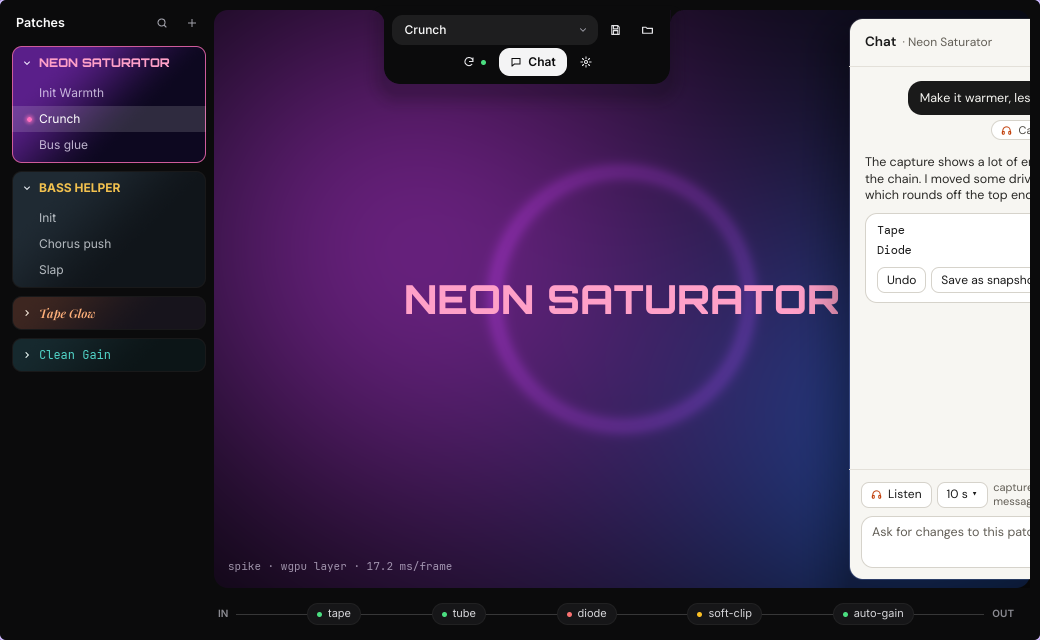 Patches
NEON SATURATOR
Init Warmth
Crunch
Bus glue
BASS HELPER
Init
Chorus push
Slap
Tape Glow
Clean Gain
Crunch
Chat
NEON SATURATOR
spike · wgpu layer · 17.2 ms/frame
Chat · Neon Saturator
Make it warmer, les
Ca
The capture shows a lot of e
the chain. I moved some driv
which rounds off the top end
Tape
Diode
Undo
Save as snapsho
Listen
10 s
capture
messag
Ask for changes to this patc
IN
tape
tube
diode
soft-clip
auto-gain
OUT